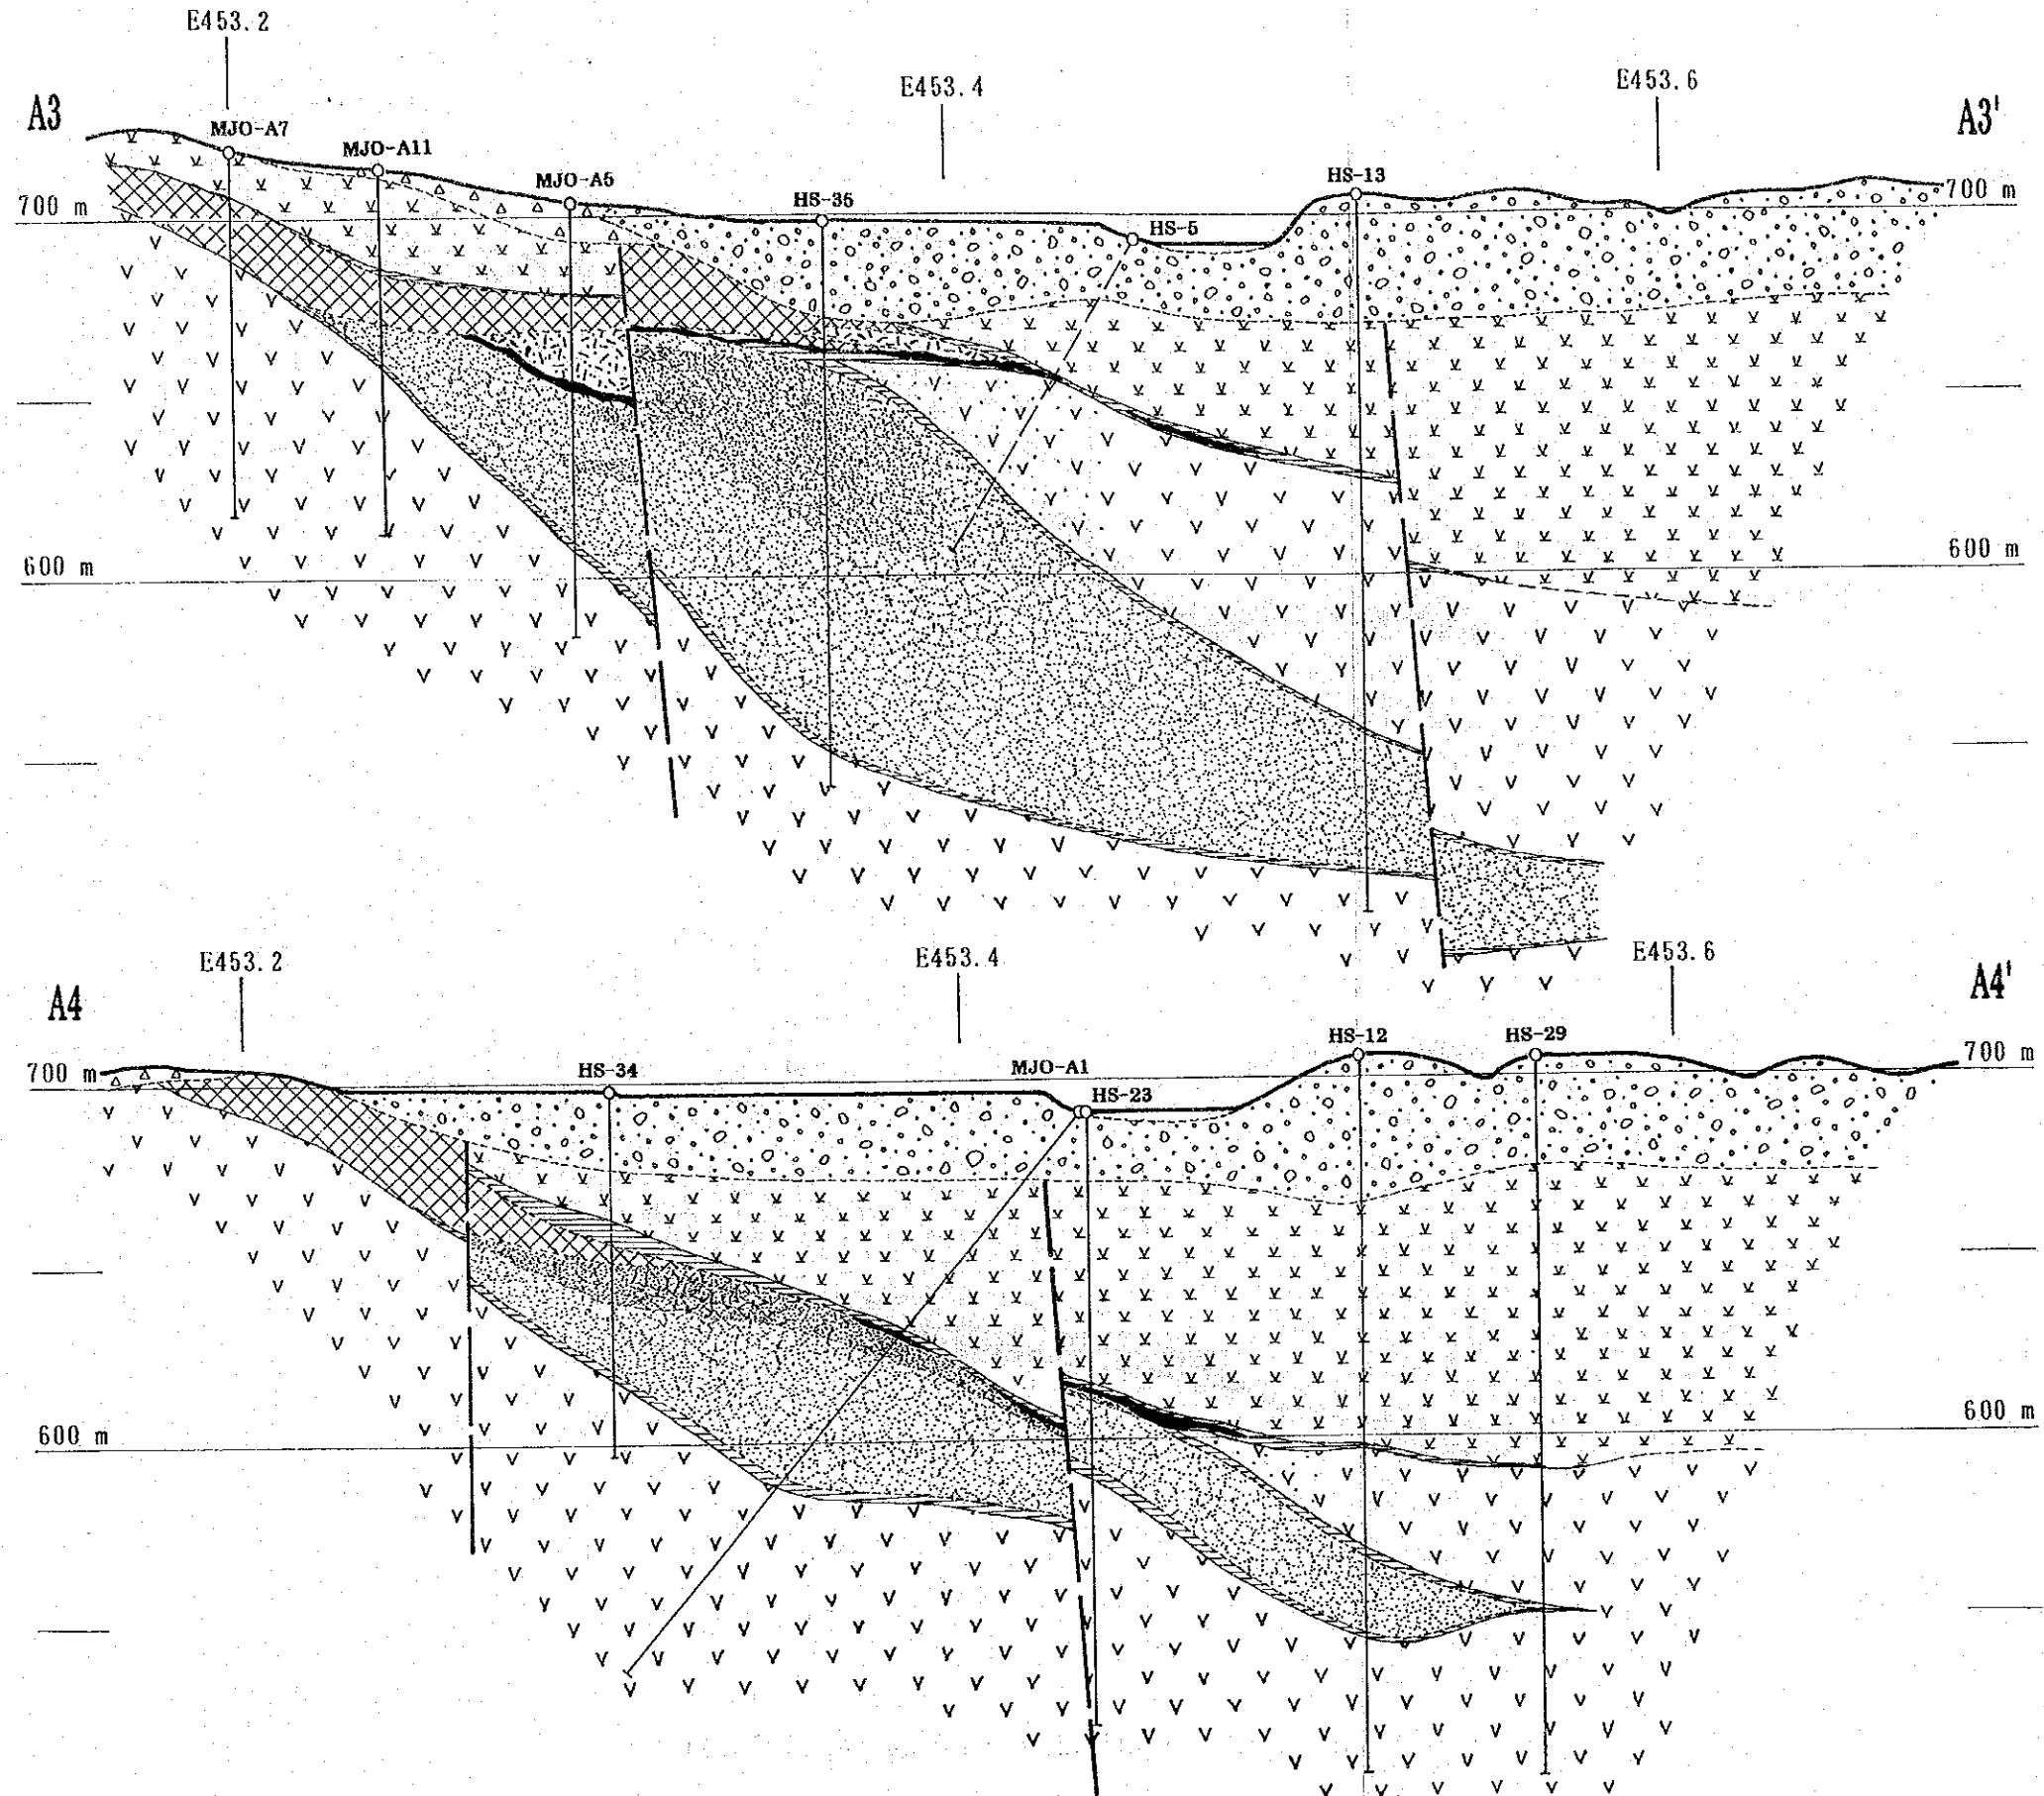 E453.2
E453.4
E453.6
A3
A3'
MJO-A7
MJO-A11
MJO-A5
HS-35
HS-5
HS-13
700 m
700 m
600 m
600 m
E453.2
E453.4
E453.6
A4
A4'
HS-34
MJO-A1
HS-23
HS-12
HS-29
700 m
700 m
600 m
600 m